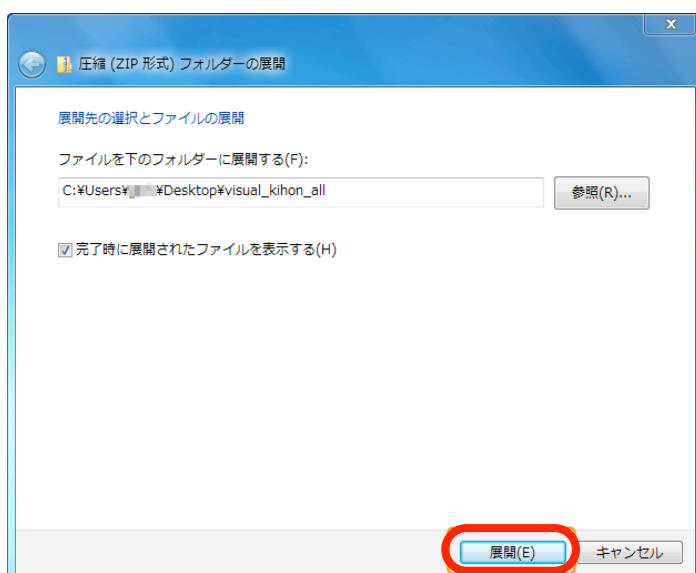 圧縮 (ZIP 形式) フォルダーの展開
展開先の選択とファイルの展開
ファイルを下のフォルダーに展開する(F):
C:¥Users¥ ¥Desktop¥visual_kihon_all
参照(R)...
完了時に展開されたファイルを表示する(H)
展開(E)
キャンセル